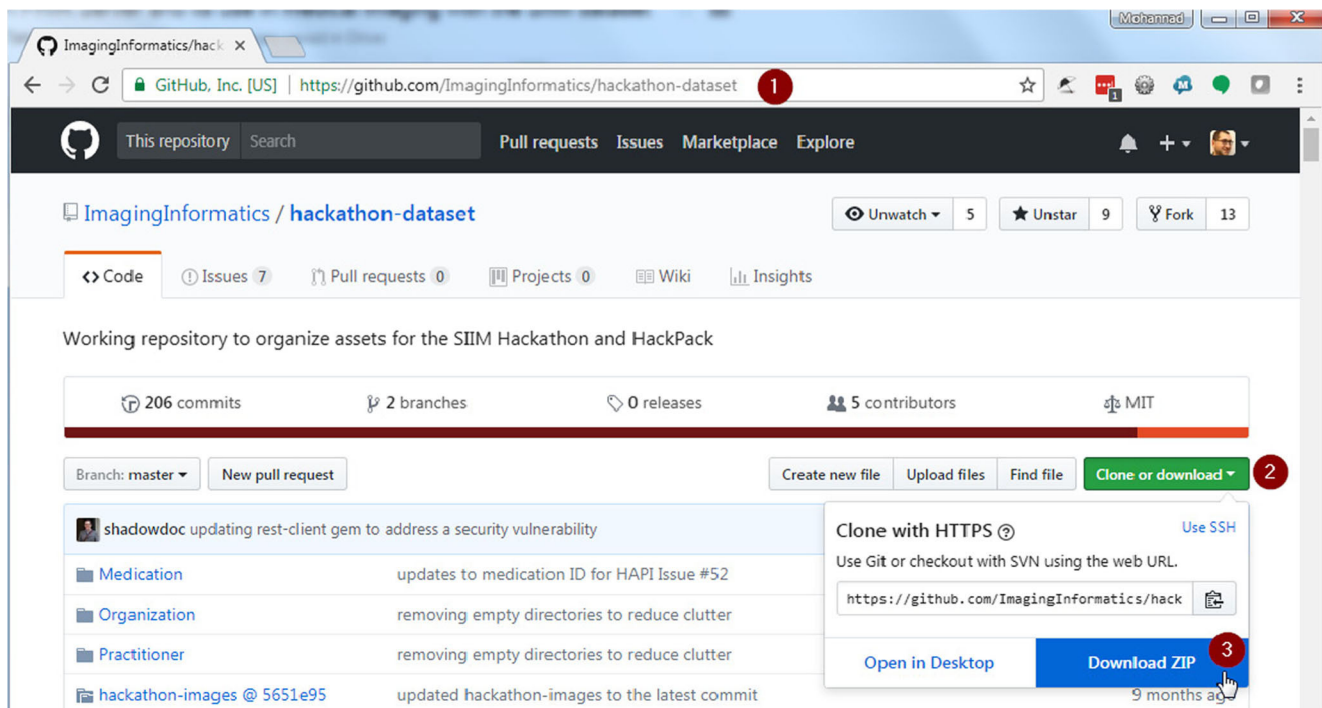 Mohannad
ImagingInformatics/hack
GitHub, Inc. [US] | https://github.com/ImagingInformatics/hackathon-dataset 1
1
This repository Search Pull requests Issues Marketplace Explore
ImagingInformatics / hackathon-dataset Unwatch 5 Unstar 9 Fork 13
<> Code Issues 7 Pull requests 0 Projects 0 Wiki Insights
Working repository to organize assets for the SIIM Hackathon and HackPack
206 commits 2 branches 0 releases 5 contributors MIT
Branch: master New pull request Create new file Upload files Find file Clone or download 2
shadowdoc updating rest-client gem to address a security vulnerability
Medication updates to medication ID for HAPI Issue #52
Organization removing empty directories to reduce clutter
Practitioner removing empty directories to reduce clutter
hackathon-images @ 5651e95 updated hackathon-images to the latest commit 9 months ago
Clone with HTTPS ? Use SSH
Use Git or checkout with SVN using the web URL.
https://github.com/ImagingInformatics/hack
Open in Desktop Download ZIP 3